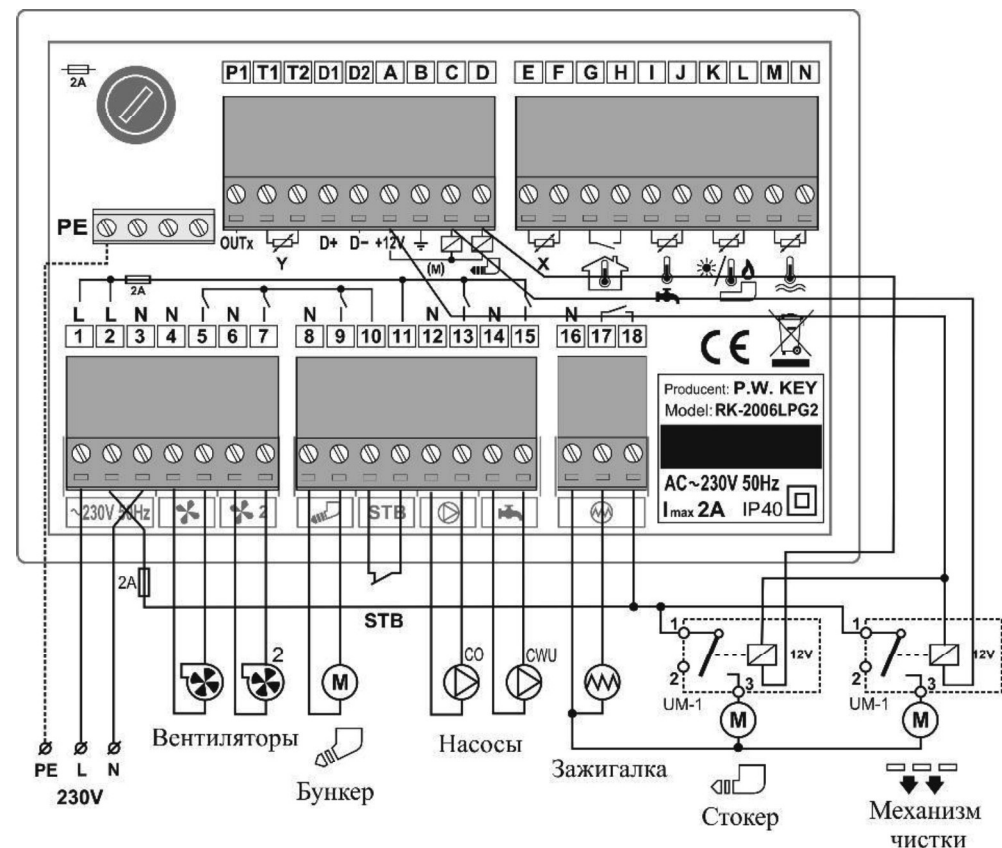 2A
P1 T1 T2 D1 D2 A B C D
E F G H I J K L M N
PE
OUTx
Y
D+ D− +12V
(M)
X
2A
L L N N N N N N N
1 2 3 4 5 6 7
8 9 10 11 12 13 14 15
16 17 18
CE
Producent: P.W. KEY
Model: RK-2006LPG2
AC~230V 50Hz
I max 2A IP40
~230V 50Hz
2
STB
2A
STB
2
M
CO
CWU
1
2
3
12V
UM-1
M
1
2
3
12V
UM-1
M
Вентиляторы
Бункер
Насосы
Зажигалка
Стокер
Механизм
чистки
PE L N
230V